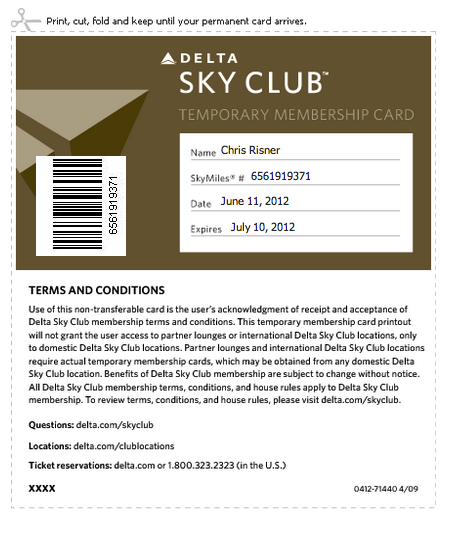 Print, cut, fold and keep until your permanent card arrives.
DELTA
SKY CLUB™
TEMPORARY MEMBERSHIP CARD
Name Chris Risner
SkyMiles® # 6561919371
Date June 11, 2012
Expires July 10, 2012
6561919371
TERMS AND CONDITIONS
Use of this non-transferable card is the user's acknowledgment of receipt and acceptance of
Delta Sky Club membership terms and conditions. This temporary membership card printout
will not grant the user access to partner lounges or international Delta Sky Club locations, only
to domestic Delta Sky Club locations. Partner lounges and international Delta Sky Club locations
require actual temporary membership cards, which may be obtained from any domestic Delta
Sky Club location. Benefits of Delta Sky Club membership are subject to change without notice.
All Delta Sky Club membership terms, conditions, and house rules apply to Delta Sky Club
membership. To review terms, conditions, and house rules, please visit delta.com/skyclub.
Questions: delta.com/skyclub
Locations: delta.com/clublocations
Ticket reservations: delta.com or 1.800.323.2323 (in the U.S.)
XXXX
0412-71440 4/09